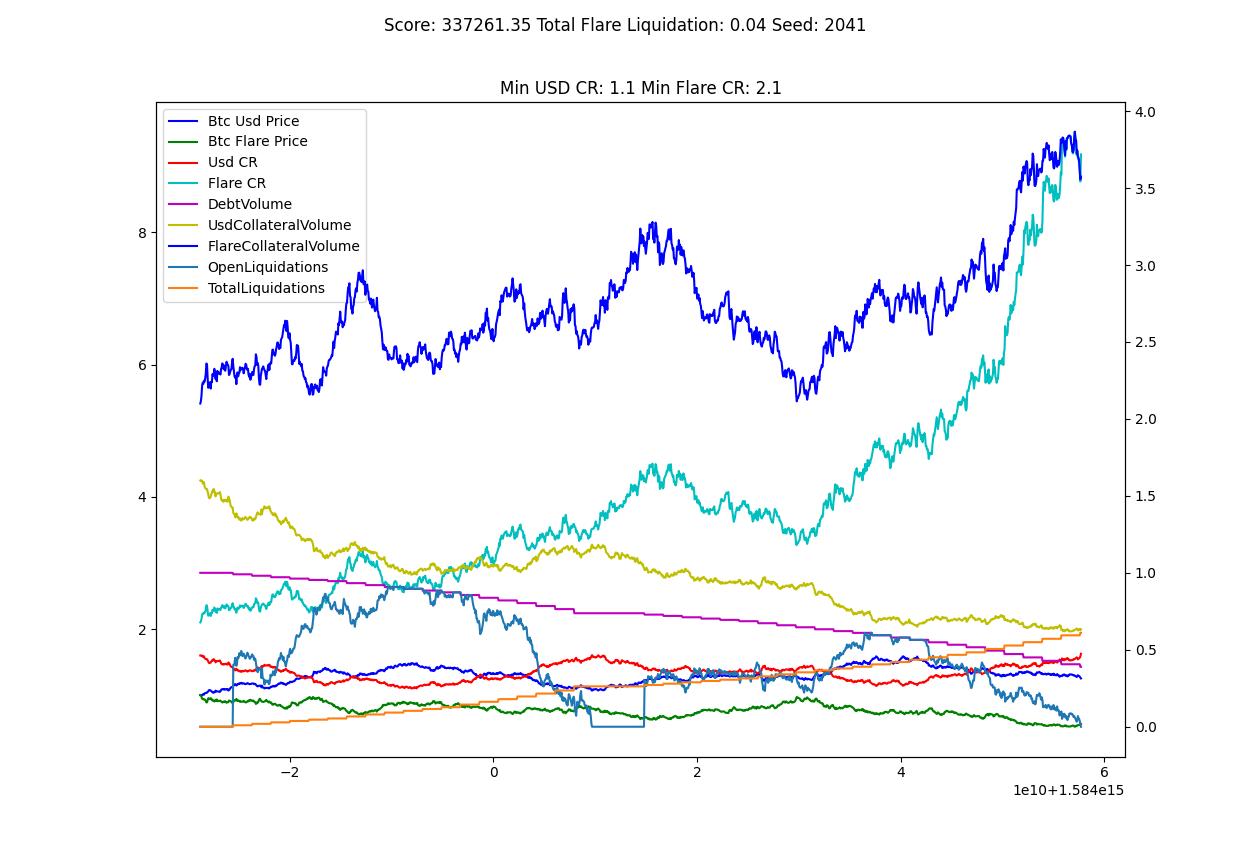 Score: 337261.35 Total Flare Liquidation: 0.04 Seed: 2041
Min USD CR: 1.1 Min Flare CR: 2.1
Btc Usd Price
Btc Flare Price
Usd CR
Flare CR
DebtVolume
UsdCollateralVolume
FlareCollateralVolume
OpenLiquidations
TotalLiquidations
8
6
4
2
4.0
3.5
3.0
2.5
2.0
1.5
1.0
0.5
0.0
−2
0
2
4
6
1e10+1.584e15